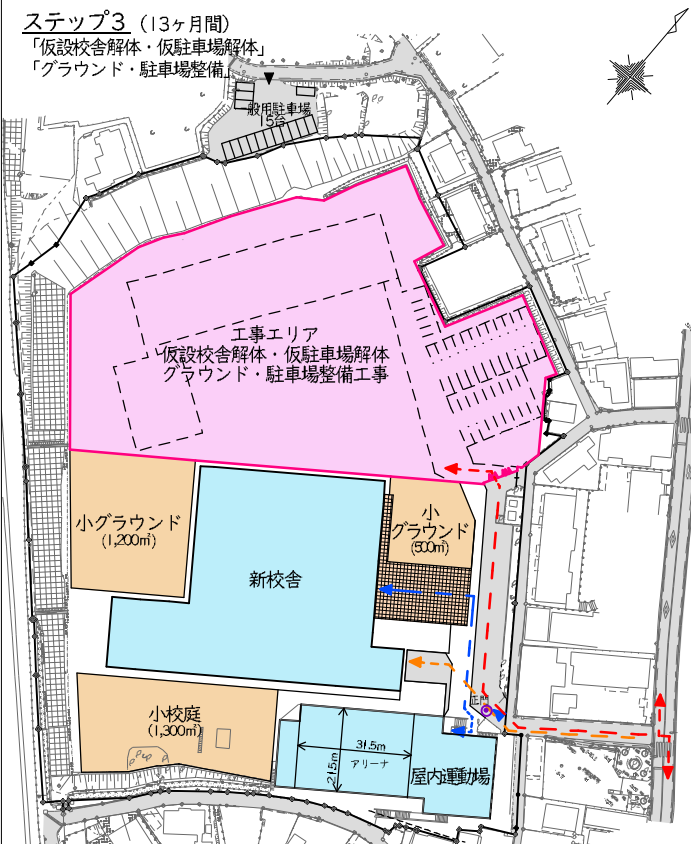 ステップ3（13ヶ月間）
「仮設校舎解体・仮駐車場解体」
「グラウンド・駐車場整備」
一般用駐車場
15台
工事エリア
仮設校舎解体・仮駐車場解体
グラウンド・駐車場整備工事
小グラウンド
(1,200㎡)
小
グラウンド
(500㎡)
新校舎
正門
小校庭
(1,300㎡)
31.5m
アリーナ
21.5m
屋内運動場